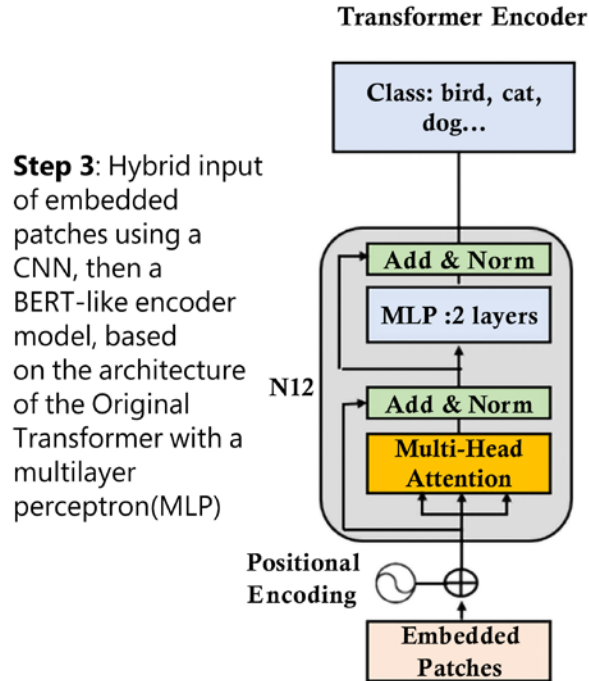 Transformer Encoder
Class: bird, cat,
dog...
Step 3: Hybrid input
of embedded
patches using a
CNN, then a
BERT-like encoder
model, based
on the architecture
of the Original
Transformer with a
multilayer
perceptron(MLP)
Add & Norm
MLP :2 layers
N12
Add & Norm
Multi-Head
Attention
Positional
Encoding
Embedded
Patches